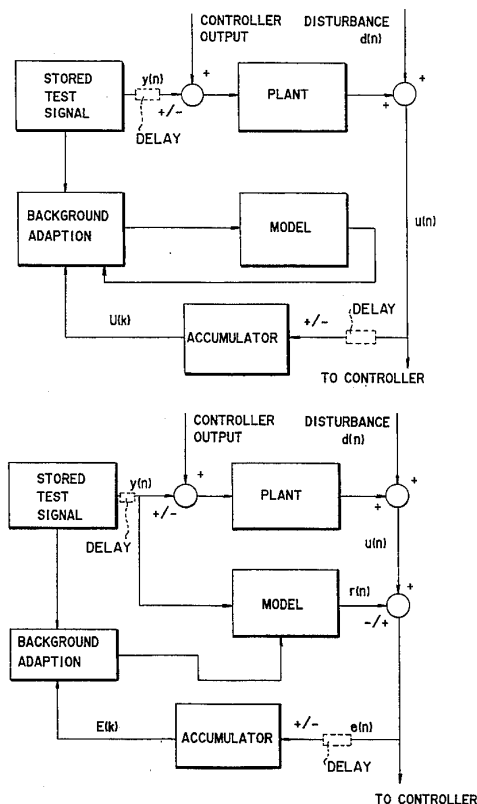 CONTROLLER
OUTPUT
DISTURBANCE
d(n)
STORED
TEST
SIGNAL
y(n)
+
+/-
DELAY
PLANT
+
+
BACKGROUND
ADAPTION
MODEL
u(n)
U(k)
ACCUMULATOR
+/-
DELAY
TO CONTROLLER
CONTROLLER
OUTPUT
DISTURBANCE
d(n)
STORED
TEST
SIGNAL
y(n)
+
+/-
DELAY
PLANT
+
+
u(n)
MODEL
r(n)
+
-/+
BACKGROUND
ADAPTION
E(k)
ACCUMULATOR
+/-
e(n)
DELAY
TO CONTROLLER